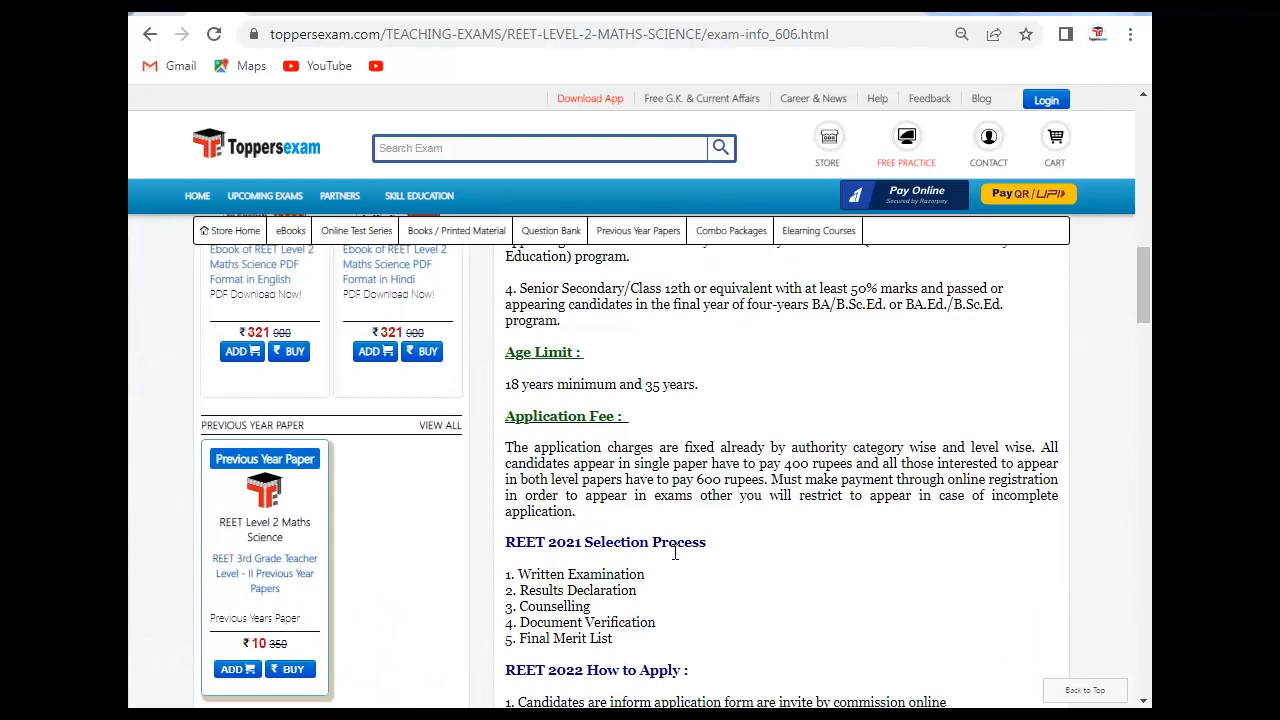 toppersexam.com/TEACHING-EXAMS/REET-LEVEL-2-MATHS-SCIENCE/exam-info_606.html
Gmail Maps YouTube
Download App Free G.K. & Current Affairs Career & News Help Feedback Blog Login
Toppersexam
Search Exam
STORE FREE PRACTICE CONTACT CART
HOME UPCOMING EXAMS PARTNERS SKILL EDUCATION
Pay Online
Secured by Razorpay
Pay QR/UPI
Store Home eBooks Online Test Series Books / Printed Material Question Bank Previous Year Papers Combo Packages Elearning Courses
Ebook of REET Level 2
Maths Science PDF
Format in English
PDF Download Now!
₹ 321 900
ADD ₹ BUY
Ebook of REET Level 2
Maths Science PDF
Format in Hindi
PDF Download Now!
₹ 321 900
ADD ₹ BUY
PREVIOUS YEAR PAPER VIEW ALL
Previous Year Paper
REET Level 2 Maths
Science
REET 3rd Grade Teacher
Level - II Previous Year
Papers
Previous Years Paper
₹ 10 350
ADD ₹ BUY
Education) program.
4. Senior Secondary/Class 12th or equivalent with at least 50% marks and passed or
appearing candidates in the final year of four-years BA/B.Sc.Ed. or BA.Ed./B.Sc.Ed.
program.
Age Limit :
18 years minimum and 35 years.
Application Fee :
The application charges are fixed already by authority category wise and level wise. All
candidates appear in single paper have to pay 400 rupees and all those interested to appear
in both level papers have to pay 600 rupees. Must make payment through online registration
in order to appear in exams other you will restrict to appear in case of incomplete
application.
REET 2021 Selection Process
1. Written Examination
2. Results Declaration
3. Counselling
4. Document Verification
5. Final Merit List
REET 2022 How to Apply :
1. Candidates are inform application form are invite by commission online
Back to Top